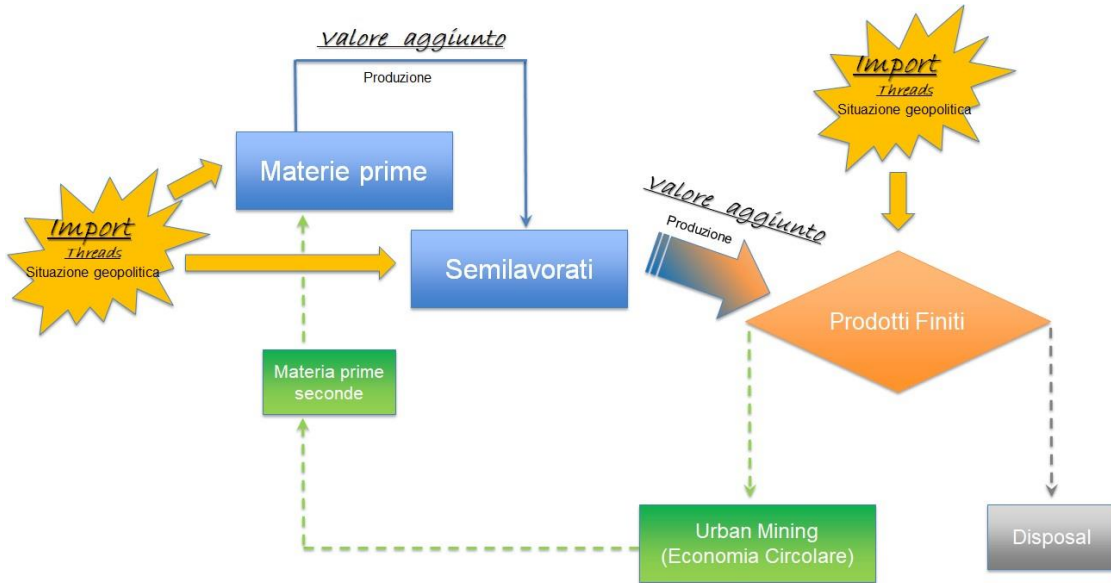 Valore aggiunto
Produzione
Import
Threads
Situazione geopolitica
Materie prime
Import
Threads
Situazione geopolitica
Semilavorati
Valore aggiunto
Produzione
Prodotti Finiti
Materia prime
seconde
Urban Mining
(Economia Circolare)
Disposal